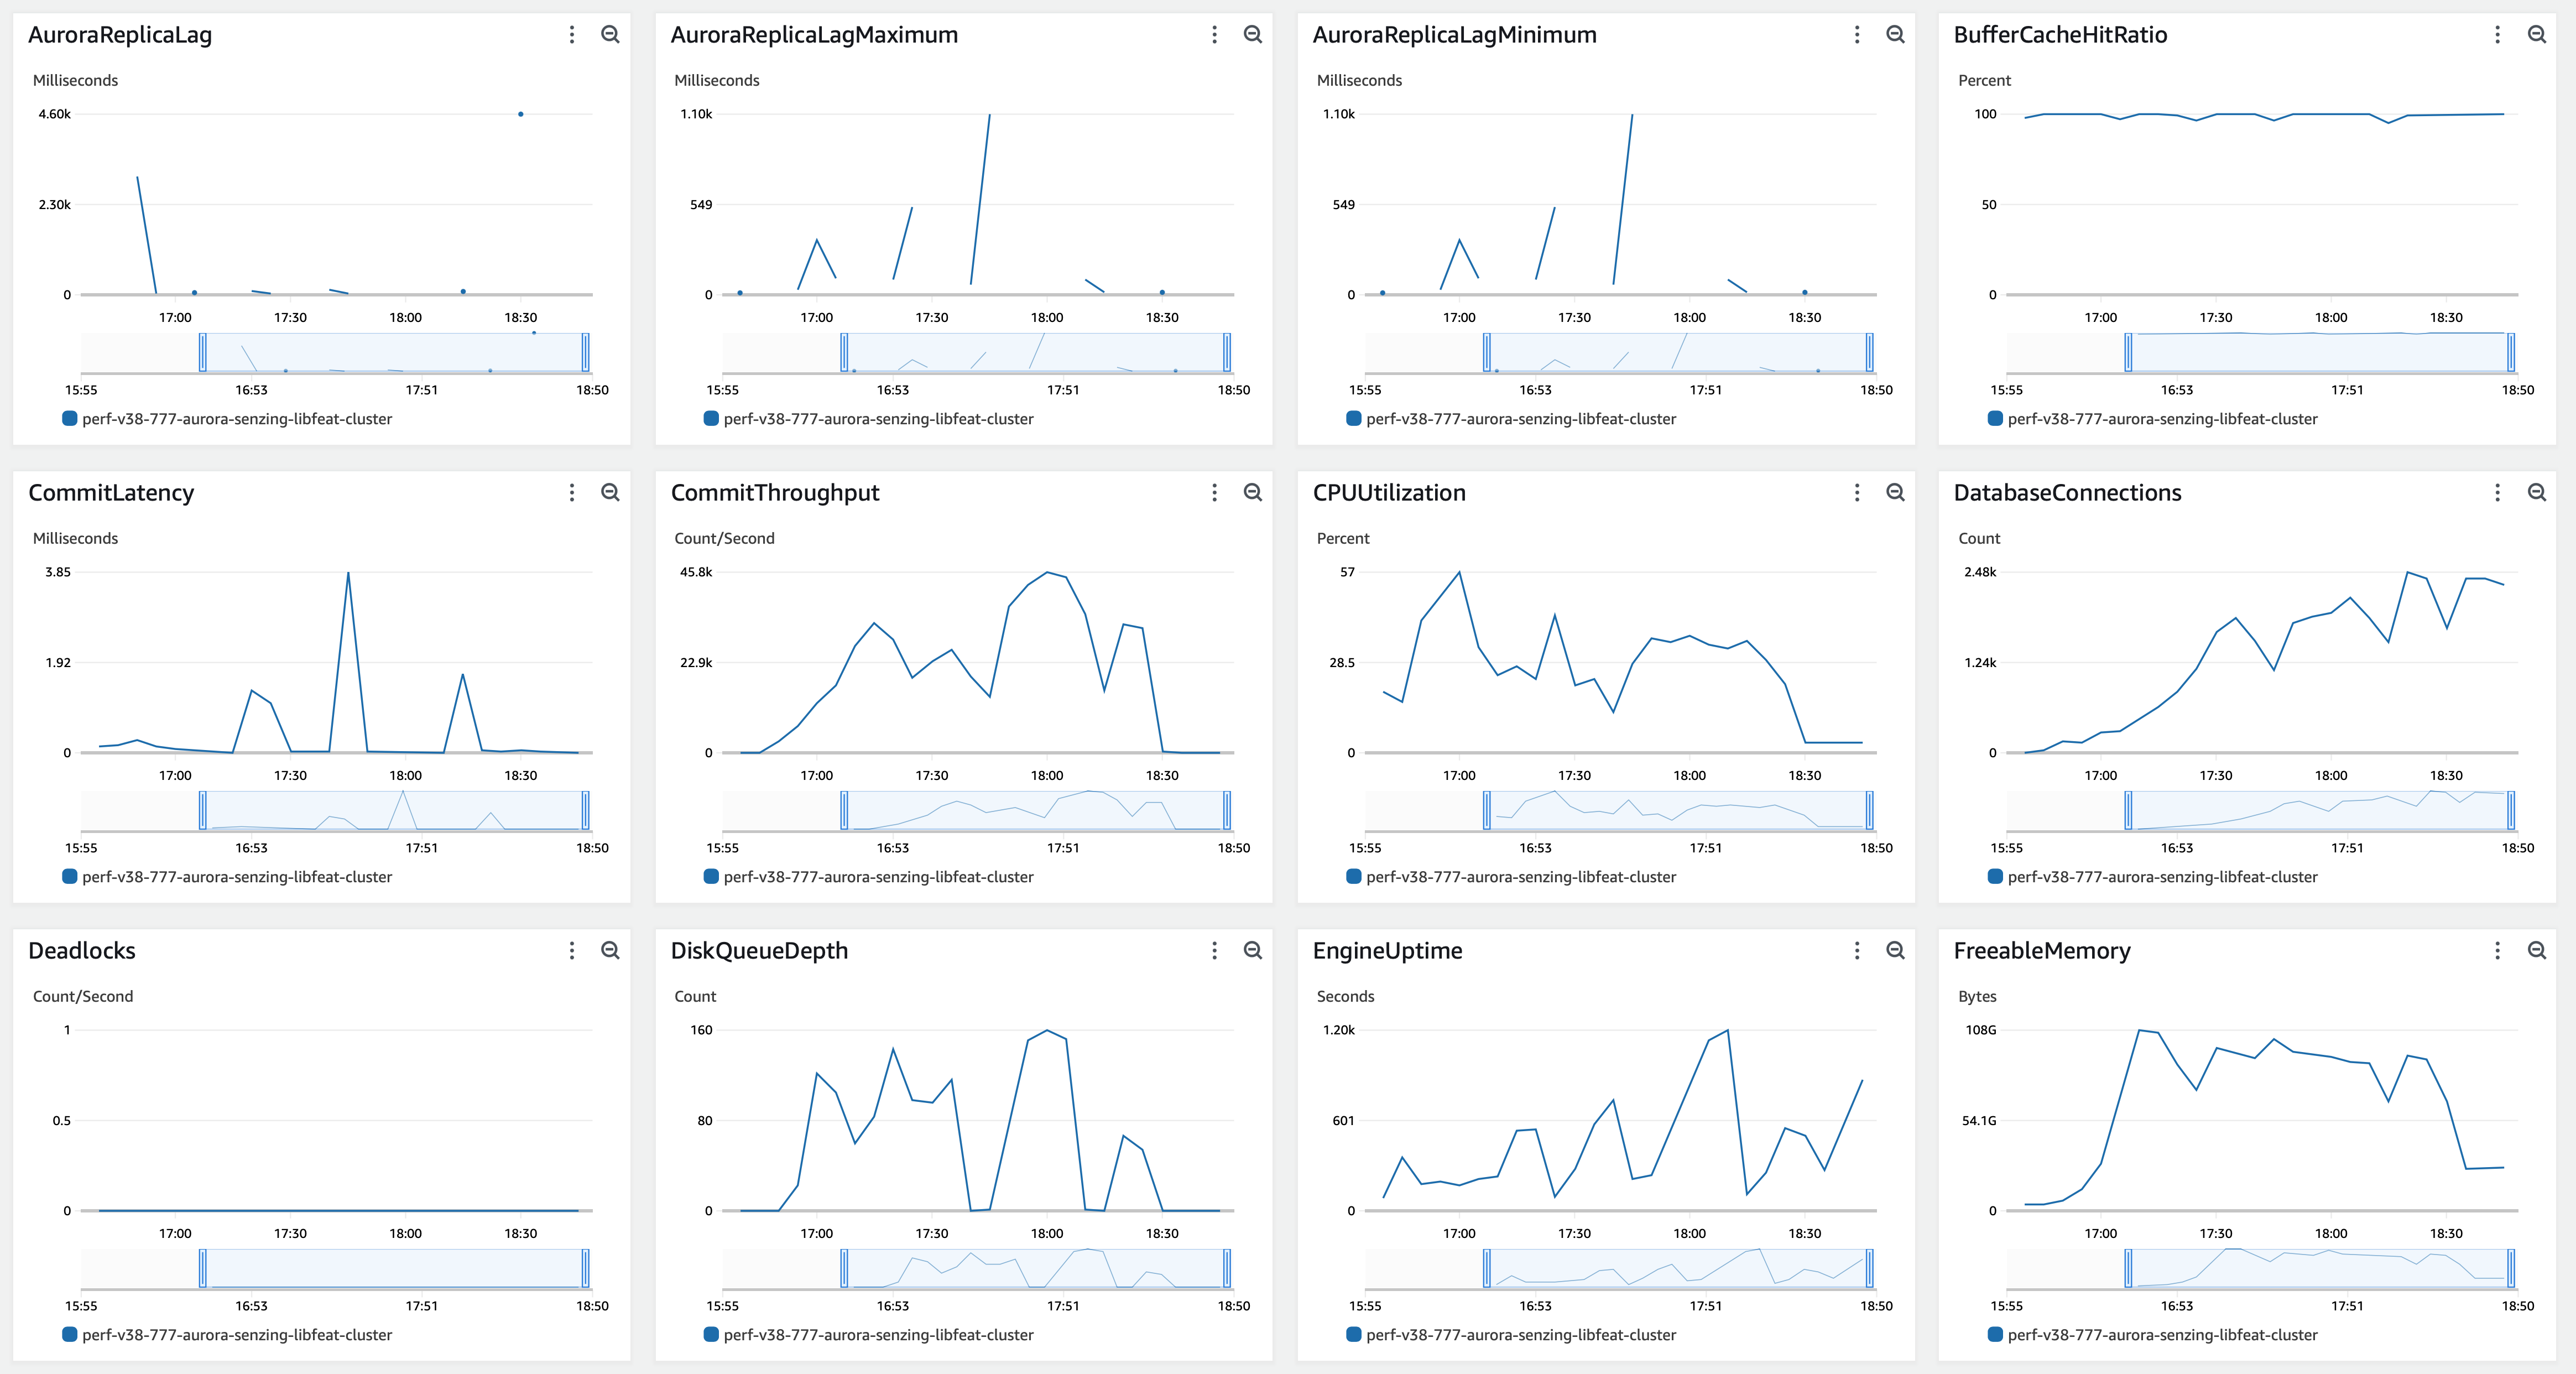 AuroraReplicaLag
Milliseconds
4.60k
2.30k
0
17:00 17:30 18:00 18:30
15:55 16:53 17:51 18:50
perf-v38-777-aurora-senzing-libfeat-cluster
AuroraReplicaLagMaximum
Milliseconds
1.10k
549
0
17:00 17:30 18:00 18:30
15:55 16:53 17:51 18:50
perf-v38-777-aurora-senzing-libfeat-cluster
AuroraReplicaLagMinimum
Milliseconds
1.10k
549
0
17:00 17:30 18:00 18:30
15:55 16:53 17:51 18:50
perf-v38-777-aurora-senzing-libfeat-cluster
BufferCacheHitRatio
Percent
100
50
0
17:00 17:30 18:00 18:30
15:55 16:53 17:51 18:50
perf-v38-777-aurora-senzing-libfeat-cluster
CommitLatency
Milliseconds
3.85
1.92
0
17:00 17:30 18:00 18:30
15:55 16:53 17:51 18:50
perf-v38-777-aurora-senzing-libfeat-cluster
CommitThroughput
Count/Second
45.8k
22.9k
0
17:00 17:30 18:00 18:30
15:55 16:53 17:51 18:50
perf-v38-777-aurora-senzing-libfeat-cluster
CPUUtilization
Percent
57
28.5
0
17:00 17:30 18:00 18:30
15:55 16:53 17:51 18:50
perf-v38-777-aurora-senzing-libfeat-cluster
DatabaseConnections
Count
2.48k
1.24k
0
17:00 17:30 18:00 18:30
15:55 16:53 17:51 18:50
perf-v38-777-aurora-senzing-libfeat-cluster
Deadlocks
Count/Second
1
0.5
0
17:00 17:30 18:00 18:30
15:55 16:53 17:51 18:50
perf-v38-777-aurora-senzing-libfeat-cluster
DiskQueueDepth
Count
160
80
0
17:00 17:30 18:00 18:30
15:55 16:53 17:51 18:50
perf-v38-777-aurora-senzing-libfeat-cluster
EngineUptime
Seconds
1.20k
601
0
17:00 17:30 18:00 18:30
15:55 16:53 17:51 18:50
perf-v38-777-aurora-senzing-libfeat-cluster
FreeableMemory
Bytes
108G
54.1G
0
17:00 17:30 18:00 18:30
15:55 16:53 17:51 18:50
perf-v38-777-aurora-senzing-libfeat-cluster